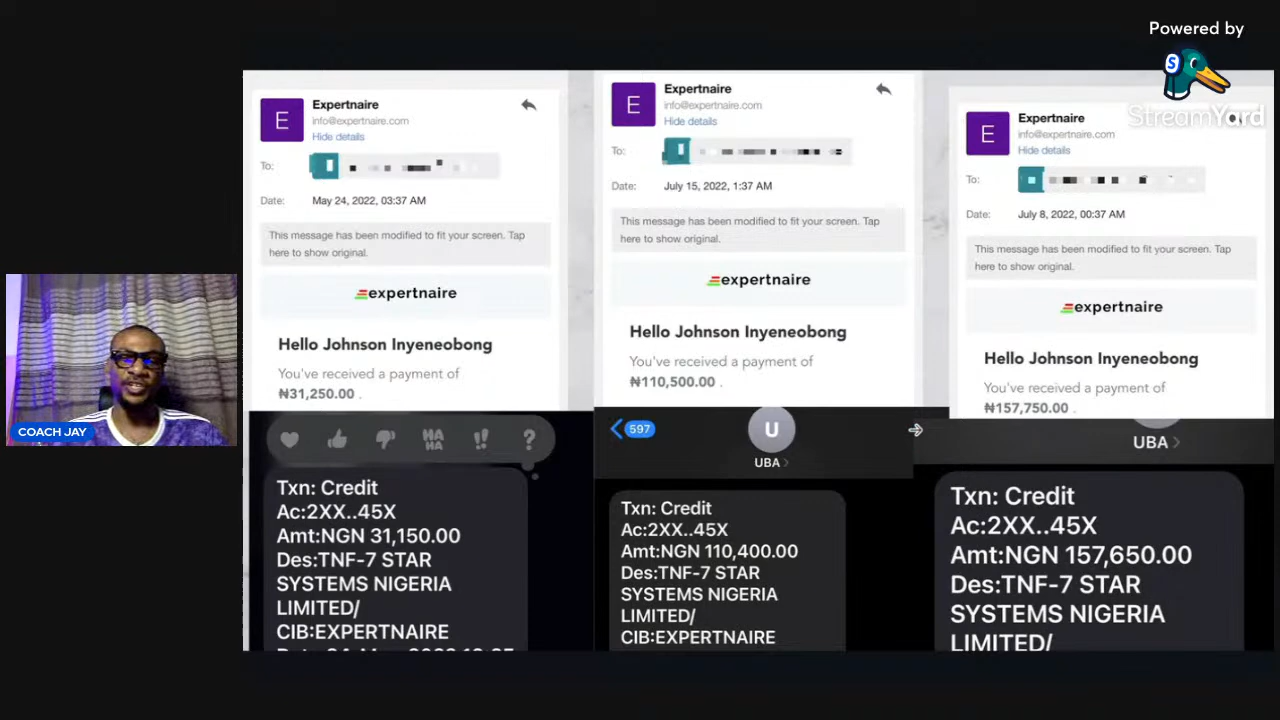 Powered by
StreamYard
E
Expertnaire
info@expertnaire.com
Hide details
To:
Date:
May 24, 2022, 03:37 AM
This message has been modified to fit your screen. Tap
here to show original.
expertnaire
Hello Johnson Inyeneobong
You've received a payment of
₦31,250.00 .
E
Expertnaire
info@expertnaire.com
Hide details
To:
Date:
July 15, 2022, 1:37 AM
This message has been modified to fit your screen. Tap
here to show original.
expertnaire
Hello Johnson Inyeneobong
You've received a payment of
₦110,500.00 .
E
Expertnaire
info@expertnaire.com
Hide details
To:
Date:
July 8, 2022, 00:37 AM
This message has been modified to fit your screen. Tap
here to show original.
expertnaire
Hello Johnson Inyeneobong
You've received a payment of
₦157,750.00 .
COACH JAY
HA
HA
!!
?
Txn: Credit
Ac:2XX..45X
Amt:NGN 31,150.00
Des:TNF-7 STAR
SYSTEMS NIGERIA
LIMITED/
CIB:EXPERTNAIRE
597
U
UBA
Txn: Credit
Ac:2XX..45X
Amt:NGN 110,400.00
Des:TNF-7 STAR
SYSTEMS NIGERIA
LIMITED/
CIB:EXPERTNAIRE
UBA
Txn: Credit
Ac:2XX..45X
Amt:NGN 157,650.00
Des:TNF-7 STAR
SYSTEMS NIGERIA
LIMITED/